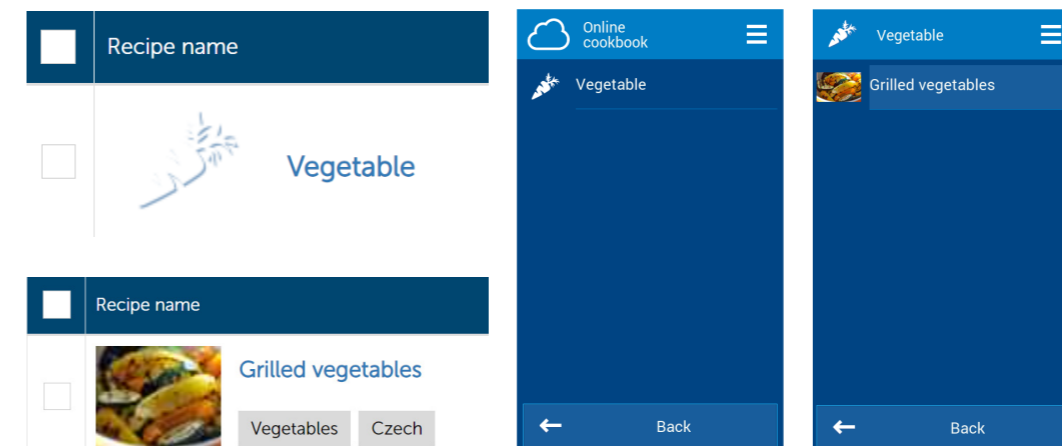 Recipe name
Vegetable
Recipe name
Grilled vegetables
Vegetables Czech
Online
cookbook
Vegetable
Back
Vegetable
Grilled vegetables
Back